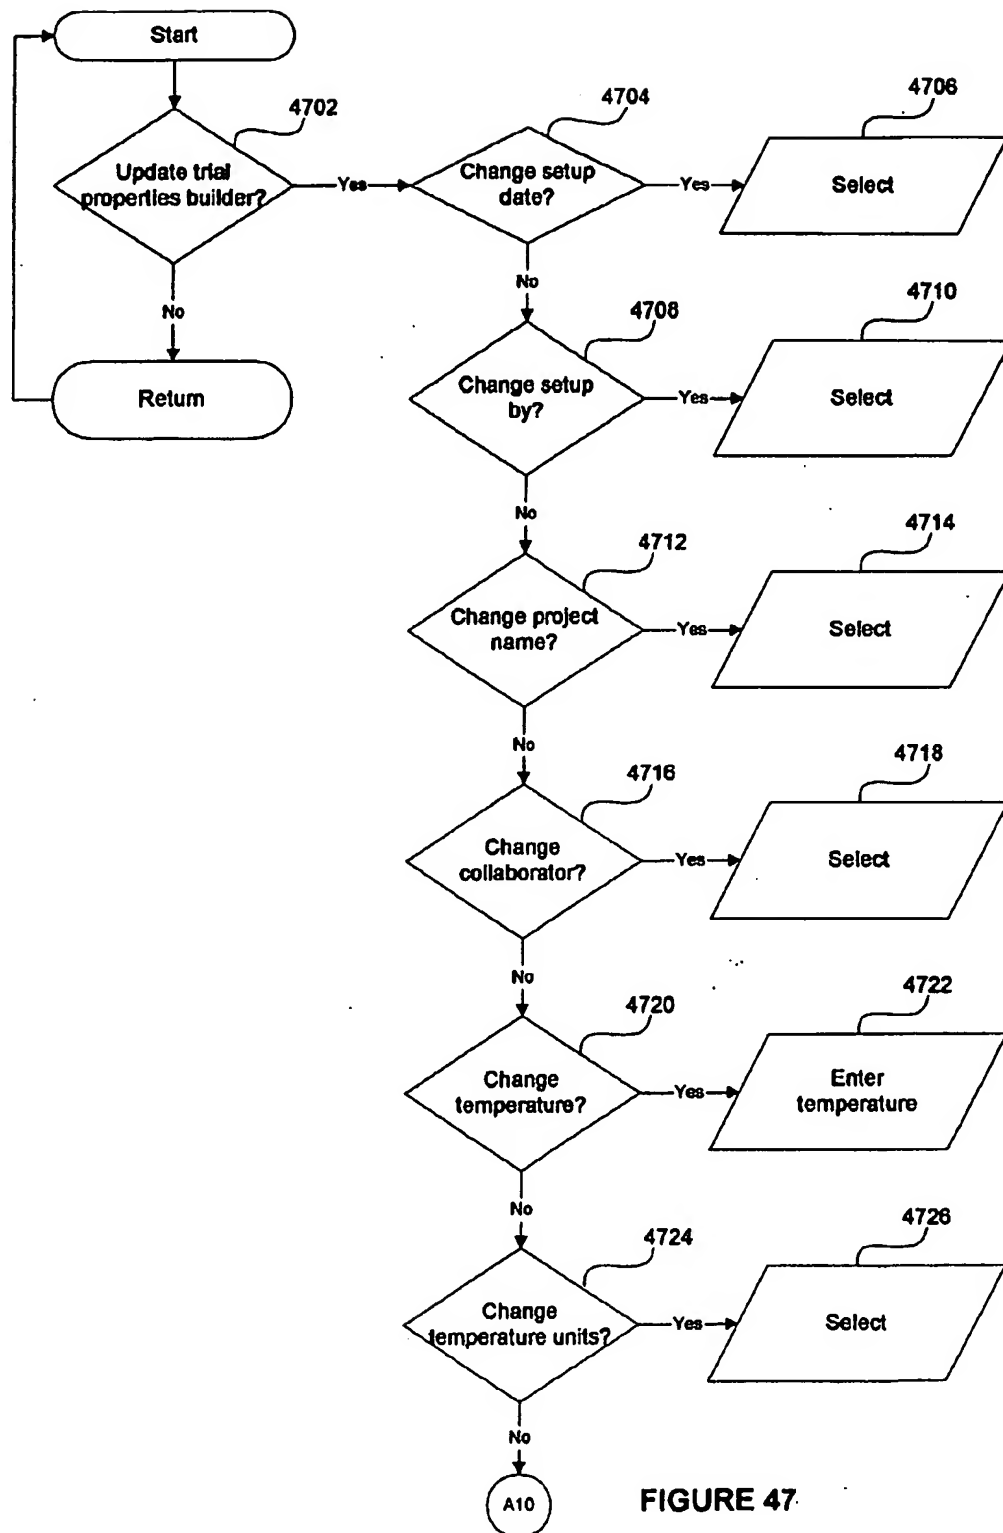 Start
4702
4704
4706
Update trial
properties builder?
Yes
Change setup
date?
Yes
Select
No
No
Return
4708
4710
Change setup
by?
Yes
Select
No
4712
4714
Change project
name?
Yes
Select
No
4716
4718
Change
collaborator?
Yes
Select
No
4720
4722
Change
temperature?
Yes
Enter
temperature
No
4724
4726
Change
temperature units?
Yes
Select
No
A10
FIGURE 47